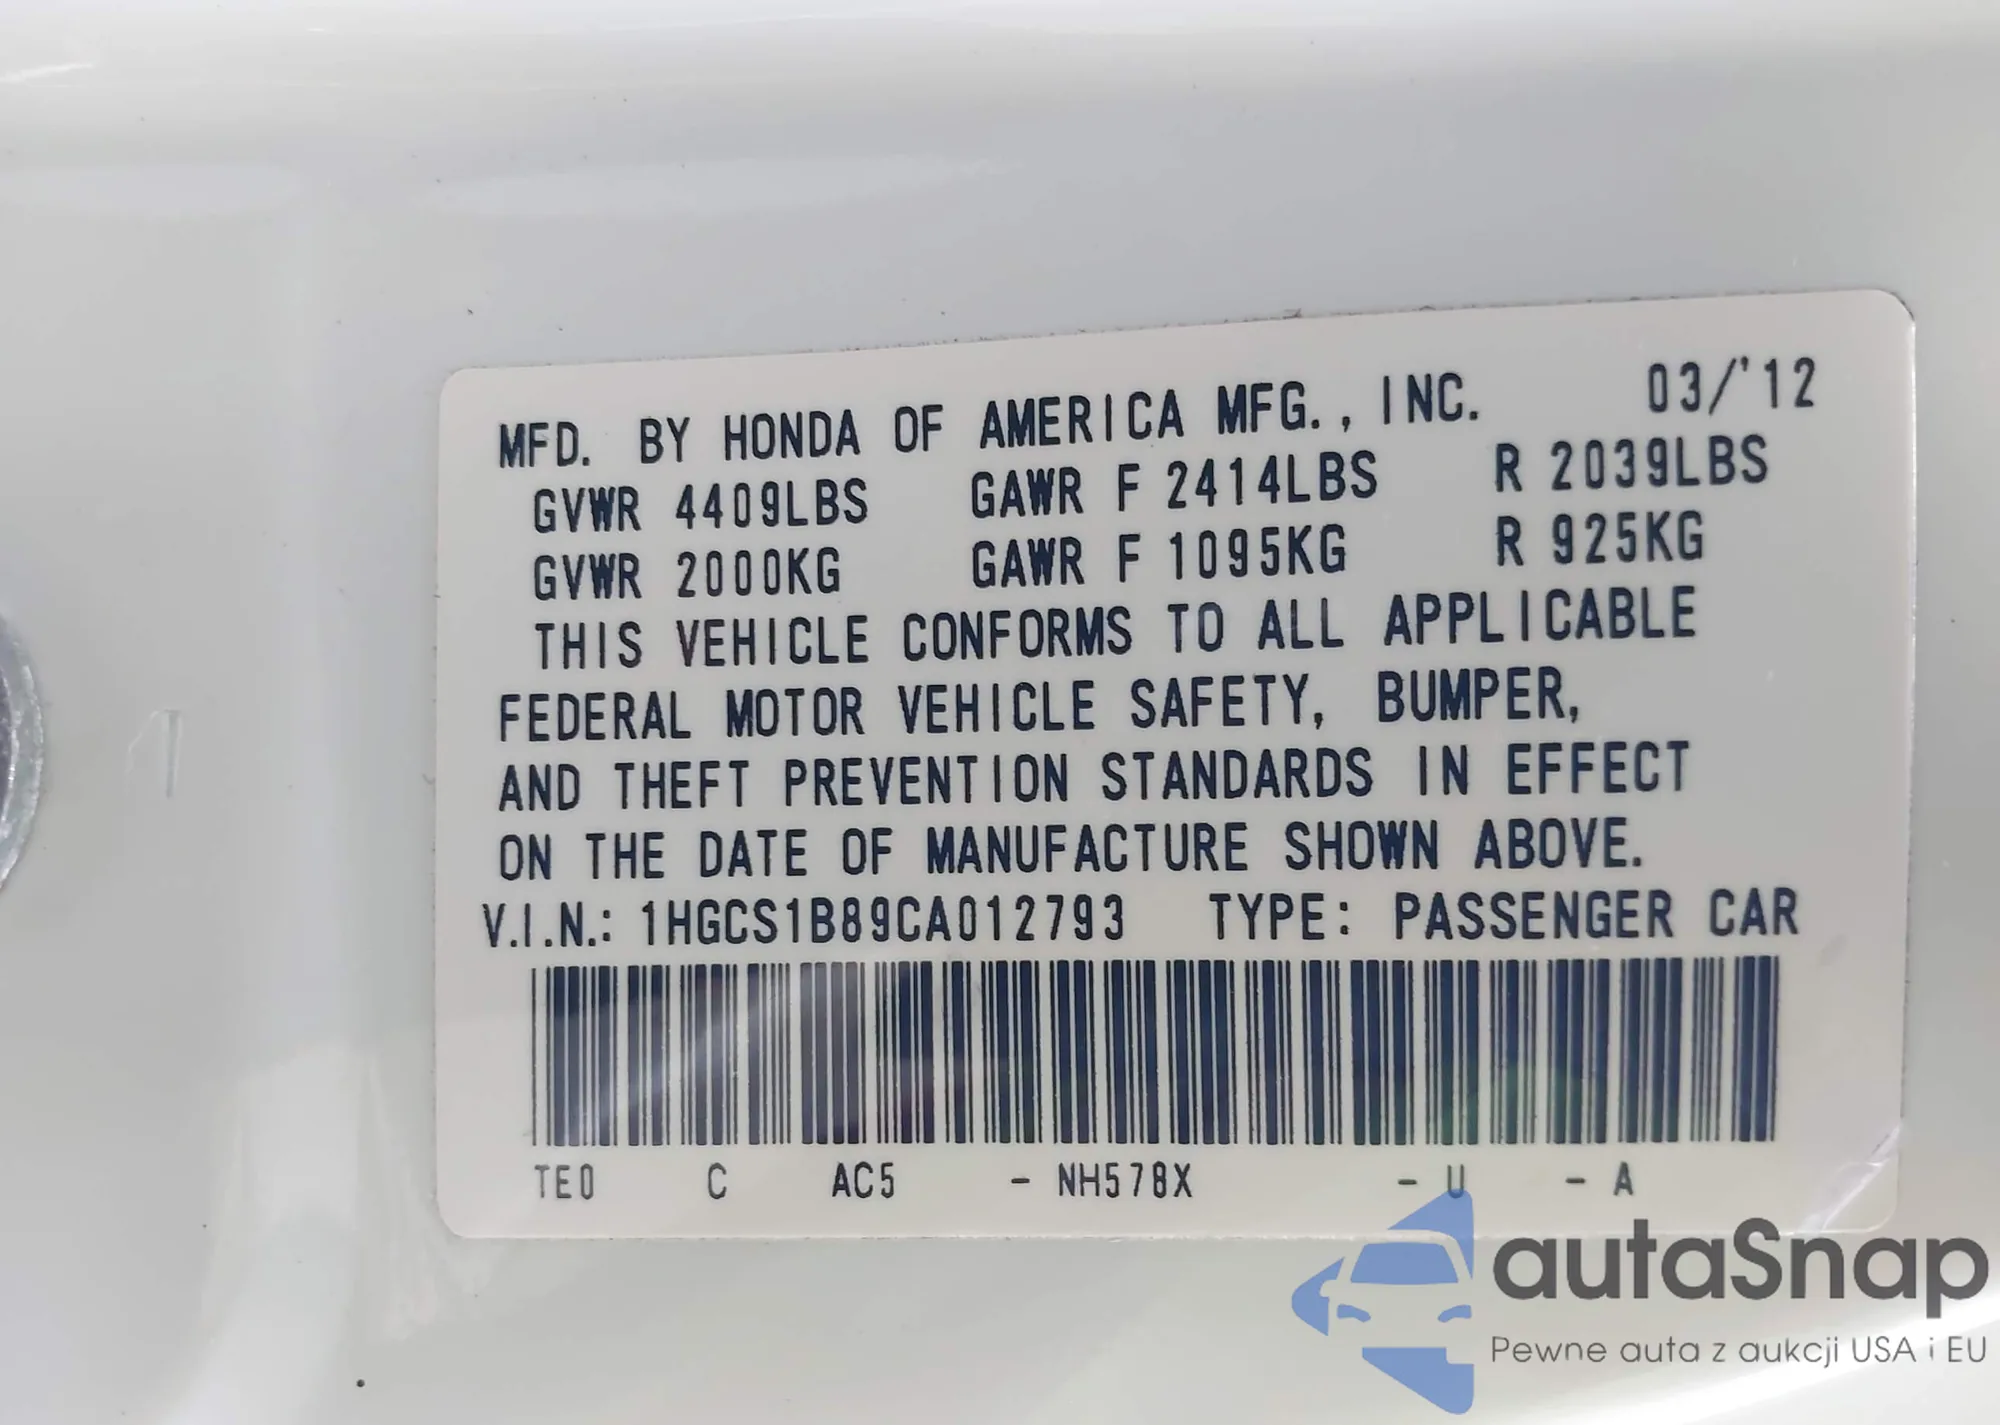 MFD. BY HONDA OF AMERICA MFG., INC. 03/'12
GVWR 4409LBS GAWR F 2414LBS R 2039LBS
GVWR 2000KG GAWR F 1095KG R 925KG
THIS VEHICLE CONFORMS TO ALL APPLICABLE
FEDERAL MOTOR VEHICLE SAFETY, BUMPER,
AND THEFT PREVENTION STANDARDS IN EFFECT
ON THE DATE OF MANUFACTURE SHOWN ABOVE.
V.I.N.: 1HGCS1B89CA012793 TYPE: PASSENGER CAR
TE0 C AC5 - NH578X - U - A
autaSnap
Pewne auta z aukcji USA i EU